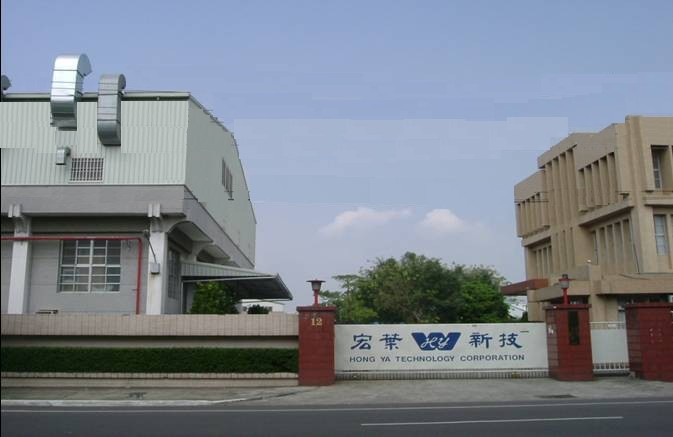 12
宏葉 HY 新技
HONG YA TECHNOLOGY CORPORATION